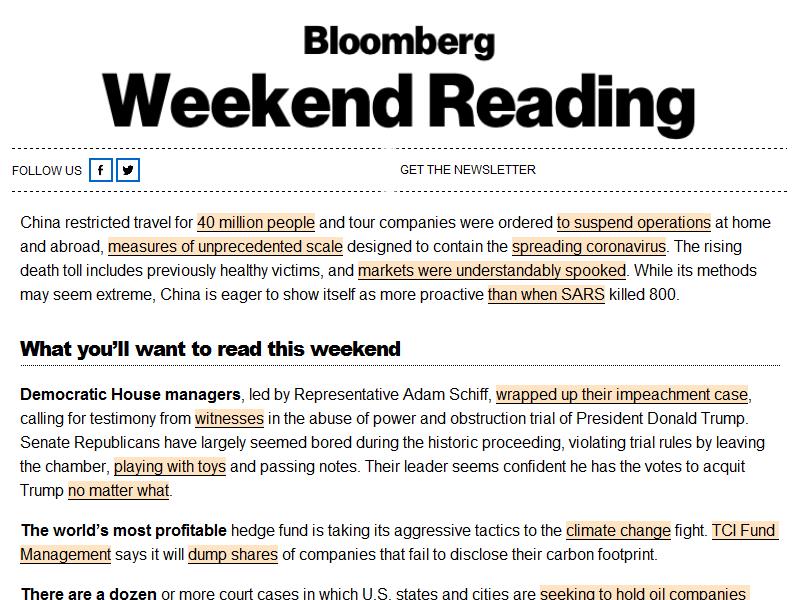 Bloomberg
Weekend Reading
FOLLOW US
GET THE NEWSLETTER
China restricted travel for 40 million people and tour companies were ordered to suspend operations at home
and abroad, measures of unprecedented scale designed to contain the spreading coronavirus. The rising
death toll includes previously healthy victims, and markets were understandably spooked. While its methods
may seem extreme, China is eager to show itself as more proactive than when SARS killed 800.
What you’ll want to read this weekend
Democratic House managers, led by Representative Adam Schiff, wrapped up their impeachment case,
calling for testimony from witnesses in the abuse of power and obstruction trial of President Donald Trump.
Senate Republicans have largely seemed bored during the historic proceeding, violating trial rules by leaving
the chamber, playing with toys and passing notes. Their leader seems confident he has the votes to acquit
Trump no matter what.
The world’s most profitable hedge fund is taking its aggressive tactics to the climate change fight. TCI Fund
Management says it will dump shares of companies that fail to disclose their carbon footprint.
There are a dozen or more court cases in which U.S. states and cities are seeking to hold oil companies